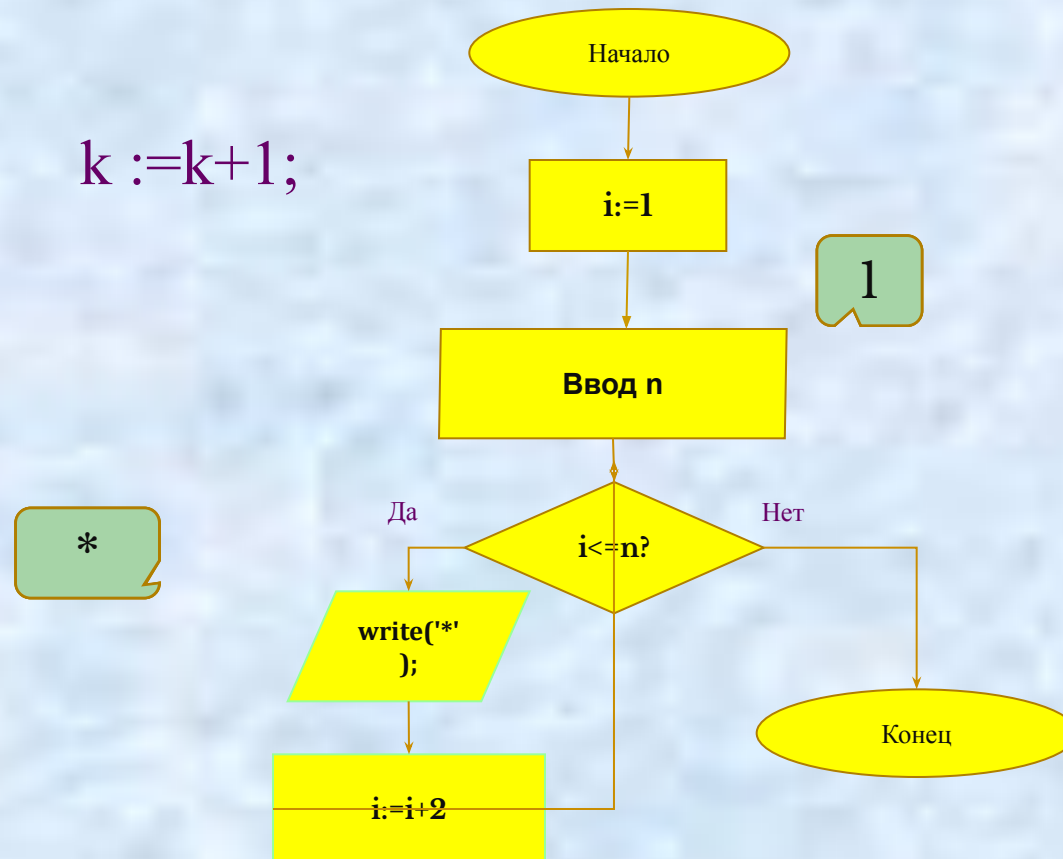 Начало
k :=k+1;
i:=1
1
Ввод n
Да
Нет
*
i<=n?
write('*'
);
Конец
i:=i+2